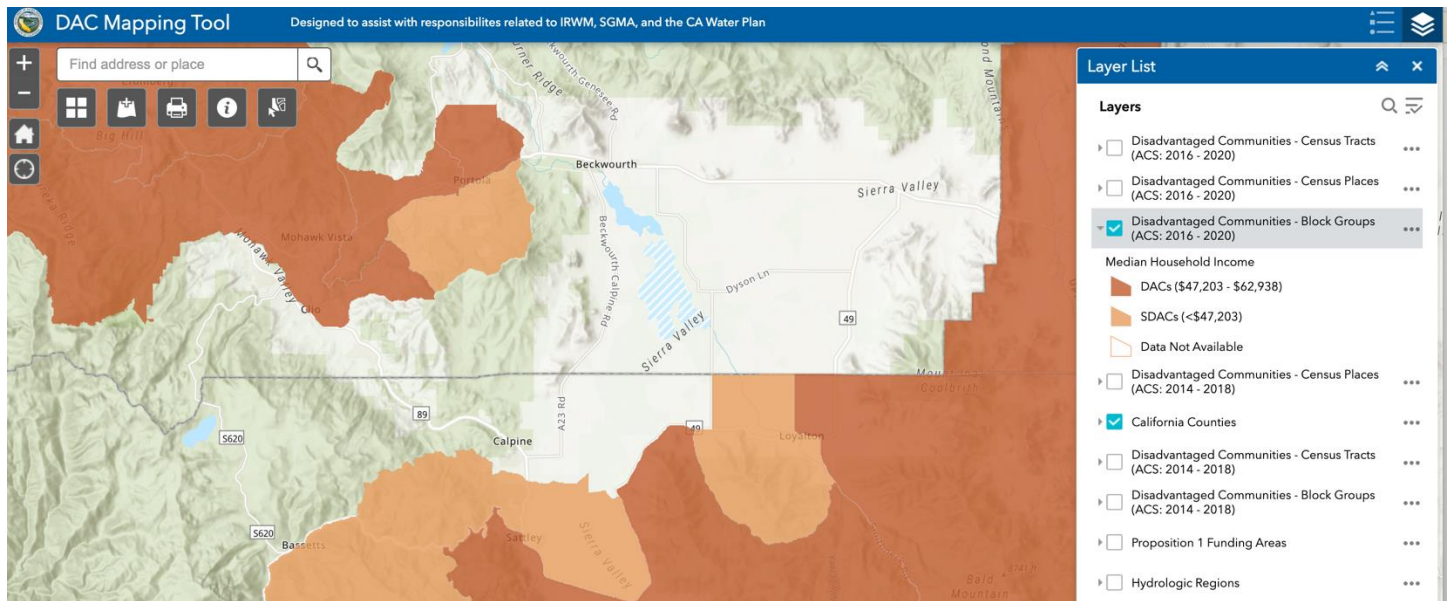 DAC Mapping Tool
Designed to assist with responsibilites related to IRWM, SGMA, and the CA Water Plan
Find address or place
Big Hill
Portola
Mohawk Vista
Mohawk Valley
Clio
Beckwourth Genesee Rd
Beckwourth
Sierra Valley
Beckwourth Calpine Rd
Dyson Ln
Sierra Valley
49
89
A23 Rd
49
S620
Calpine
Loyalton
S620
Bassetts
Sattley
Sierra Valley
Bald
Mountain
Layer List
Layers
Disadvantaged Communities - Census Tracts
(ACS: 2016 - 2020)
Disadvantaged Communities - Census Places
(ACS: 2016 - 2020)
Disadvantaged Communities - Block Groups
(ACS: 2016 - 2020)
Median Household Income
DACs ($47,203 - $62,938)
SDACs (<$47,203)
Data Not Available
Disadvantaged Communities - Census Places
(ACS: 2014 - 2018)
California Counties
Disadvantaged Communities - Census Tracts
(ACS: 2014 - 2018)
Disadvantaged Communities - Block Groups
(ACS: 2014 - 2018)
Proposition 1 Funding Areas
Hydrologic Regions